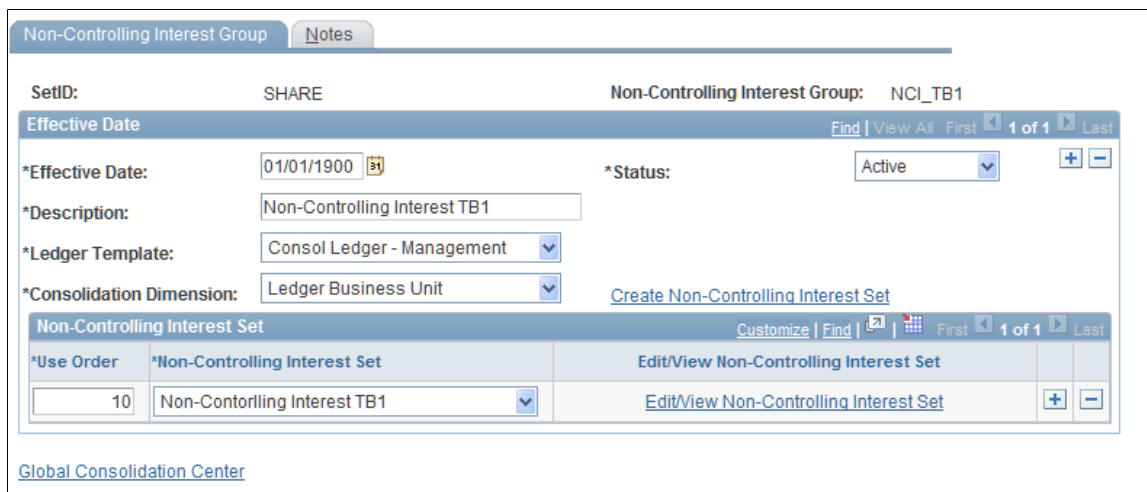 Non-Controlling Interest Group Notes
SetID: SHARE Non-Controlling Interest Group: NCI_TB1
Effective Date Find | View All First 1 of 1 Last
*Effective Date: 01/01/1900 31 *Status: Active
*Description: Non-Controlling Interest TB1
*Ledger Template: Consol Ledger - Management
*Consolidation Dimension: Ledger Business Unit Create Non-Controlling Interest Set
Non-Controlling Interest Set Customize | Find | | First 1 of 1 Last
*Use Order *Non-Controlling Interest Set Edit/View Non-Controlling Interest Set
10 Non-Contorlling Interest TB1 Edit/View Non-Controlling Interest Set
Global Consolidation Center